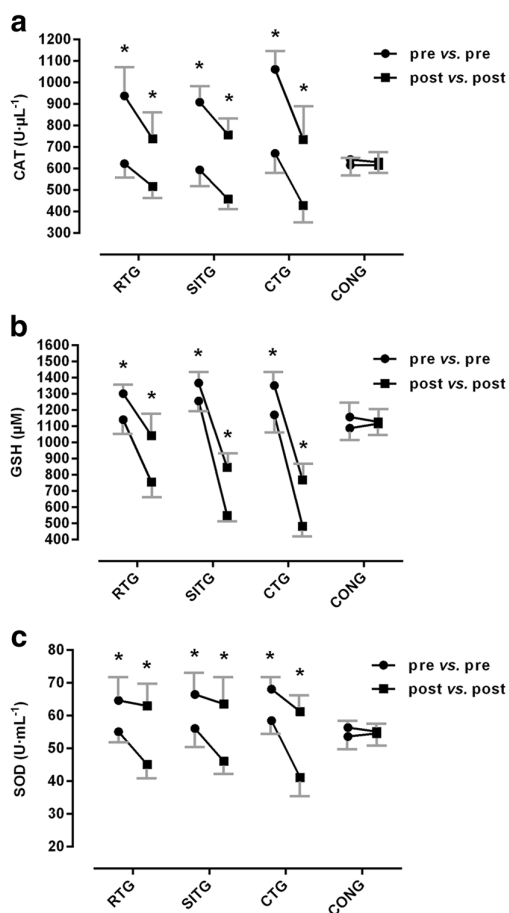 a
1200
1100
1000
900
800
700
600
500
400
300
CAT (U·µL⁻¹)
* * * * * *
pre vs. pre
post vs. post
RTG SITG CTG CONG
b
1600
1500
1400
1300
1200
1100
1000
900
800
700
600
500
400
GSH (µM)
* * * * * *
pre vs. pre
post vs. post
RTG SITG CTG CONG
c
80
70
60
50
40
30
20
SOD (U·mL⁻¹)
* * * * * *
pre vs. pre
post vs. post
RTG SITG CTG CONG